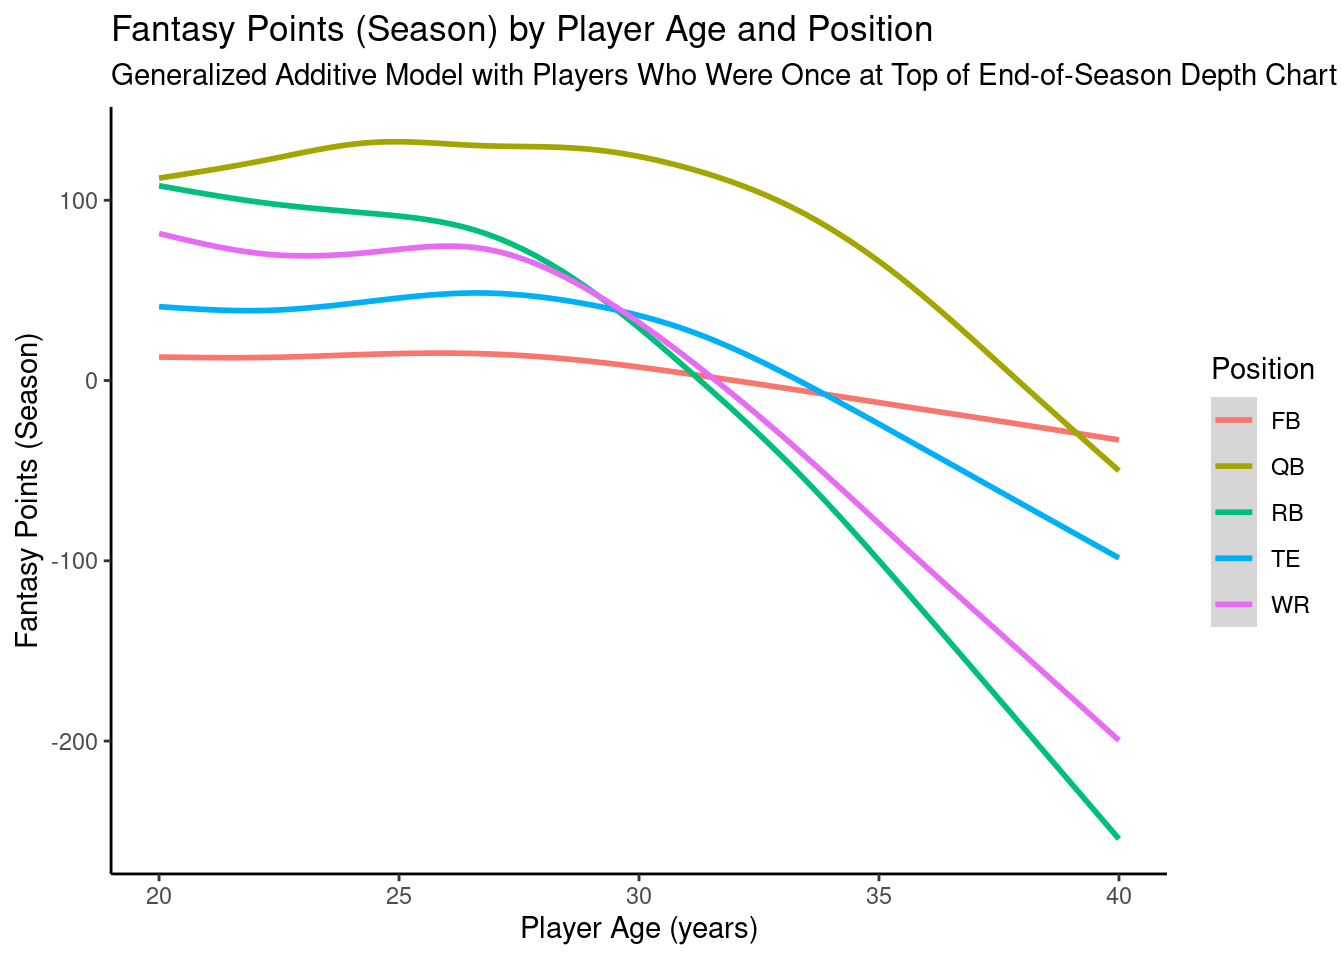 Fantasy Points (Season) by Player Age and Position
Generalized Additive Model with Players Who Were Once at Top of End-of-Season Depth Chart
Fantasy Points (Season)
100
0
-100
-200
20
25
30
35
40
Player Age (years)
Position
FB
QB
RB
TE
WR